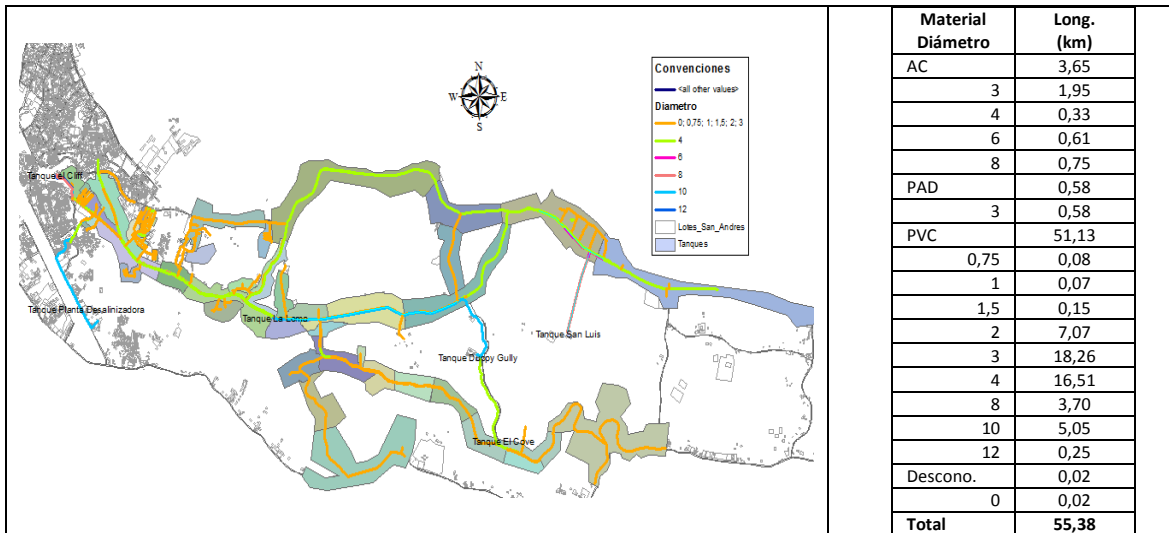 N
W E
S
Convenciones
<all other values>
Diametro
0; 0,75; 1; 1,5; 2; 3
4
6
8
10
12
Lotes_San_Andres
Tanques
Tanque el Cliff
Tanque Planta Desalinizadora
Tanque La Loma
Tanque San Luis
Tanque Duppy Gully
Tanque El Cove
Material Diámetro Long. (km)
AC 3,65
3 1,95
4 0,33
6 0,61
8 0,75
PAD 0,58
3 0,58
PVC 51,13
0,75 0,08
1 0,07
1,5 0,15
2 7,07
3 18,26
4 16,51
8 3,70
10 5,05
12 0,25
Descono. 0,02
0 0,02
Total 55,38